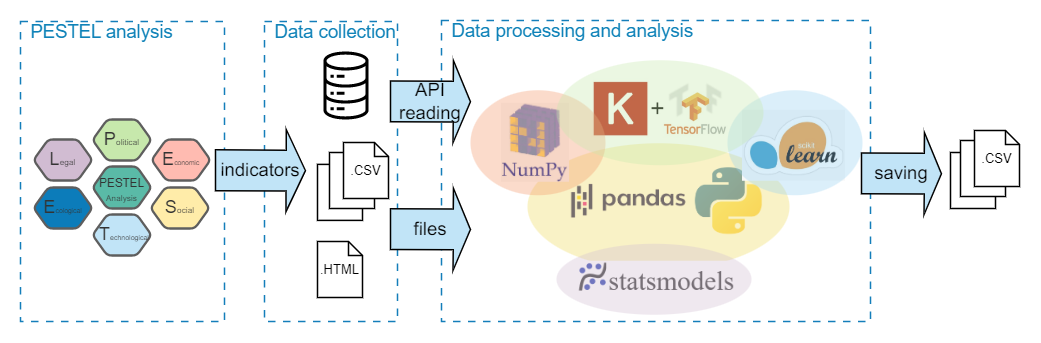 PESTEL analysis
Data collection
Data processing and analysis
Political
Legal
Economic
PESTEL
Analysis
Ecological
Social
Technological
indicators
.CSV
.HTML
API
reading
files
K
+
TensorFlow
NumPy
scikit
learn
pandas
statsmodels
saving
.CSV